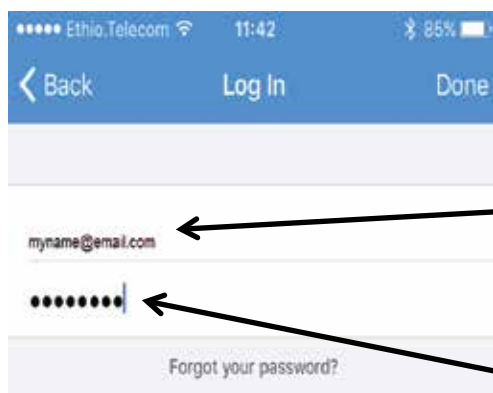 ●●●●● Ethio.Telecom 11:42 85%
Back Log In Done
myname@email.com
●●●●●●●●
Forgot your password?